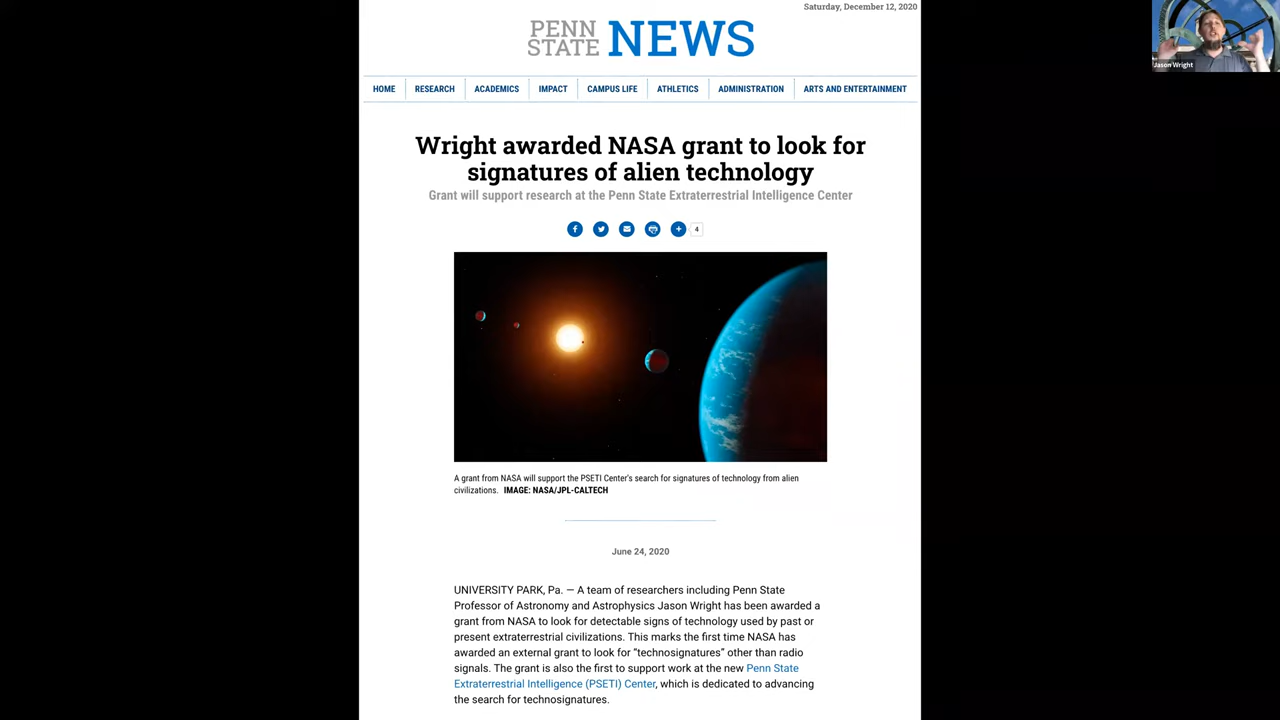 Saturday, December 12, 2020
PENN
STATE
NEWS
HOME
RESEARCH
ACADEMICS
IMPACT
CAMPUS LIFE
ATHLETICS
ADMINISTRATION
ARTS AND ENTERTAINMENT
Wright awarded NASA grant to look for
signatures of alien technology
Grant will support research at the Penn State Extraterrestrial Intelligence Center
4
A grant from NASA will support the PSETI Center's search for signatures of technology from alien
civilizations. IMAGE: NASA/JPL-CALTECH
June 24, 2020
UNIVERSITY PARK, Pa. — A team of researchers including Penn State
Professor of Astronomy and Astrophysics Jason Wright has been awarded a
grant from NASA to look for detectable signs of technology used by past or
present extraterrestrial civilizations. This marks the first time NASA has
awarded an external grant to look for “technosignatures” other than radio
signals. The grant is also the first to support work at the new Penn State
Extraterrestrial Intelligence (PSETI) Center, which is dedicated to advancing
the search for technosignatures.
Jason Wright